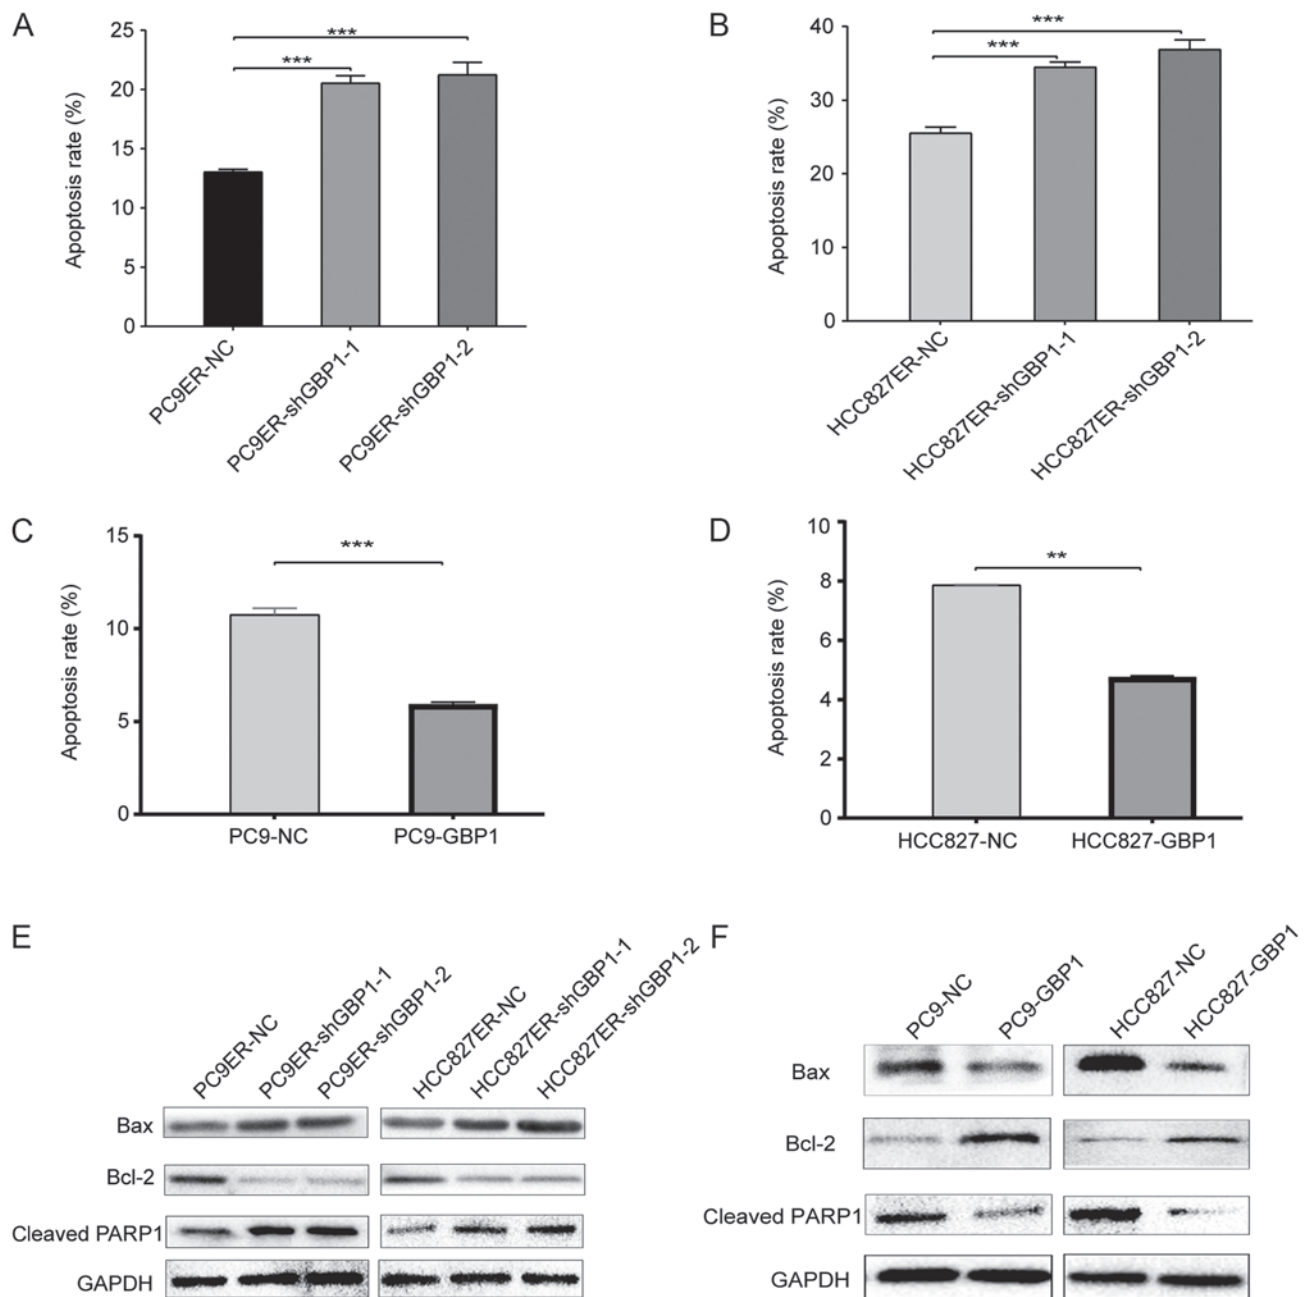 A
Apoptosis rate (%)
25
20
15
10
5
0
***
***
PC9ER-NC
PC9ER-shGBP1-1
PC9ER-shGBP1-2
B
Apoptosis rate (%)
40
30
20
10
0
***
***
HCC827ER-NC
HCC827ER-shGBP1-1
HCC827ER-shGBP1-2
C
Apoptosis rate (%)
15
10
5
0
***
PC9-NC
PC9-GBP1
D
Apoptosis rate (%)
10
8
6
4
2
0
**
HCC827-NC
HCC827-GBP1
E
PC9ER-NC
PC9ER-shGBP1-1
PC9ER-shGBP1-2
HCC827ER-NC
HCC827ER-shGBP1-1
HCC827ER-shGBP1-2
Bax
Bcl-2
Cleaved PARP1
GAPDH
F
PC9-NC
PC9-GBP1
HCC827-NC
HCC827-GBP1
Bax
Bcl-2
Cleaved PARP1
GAPDH